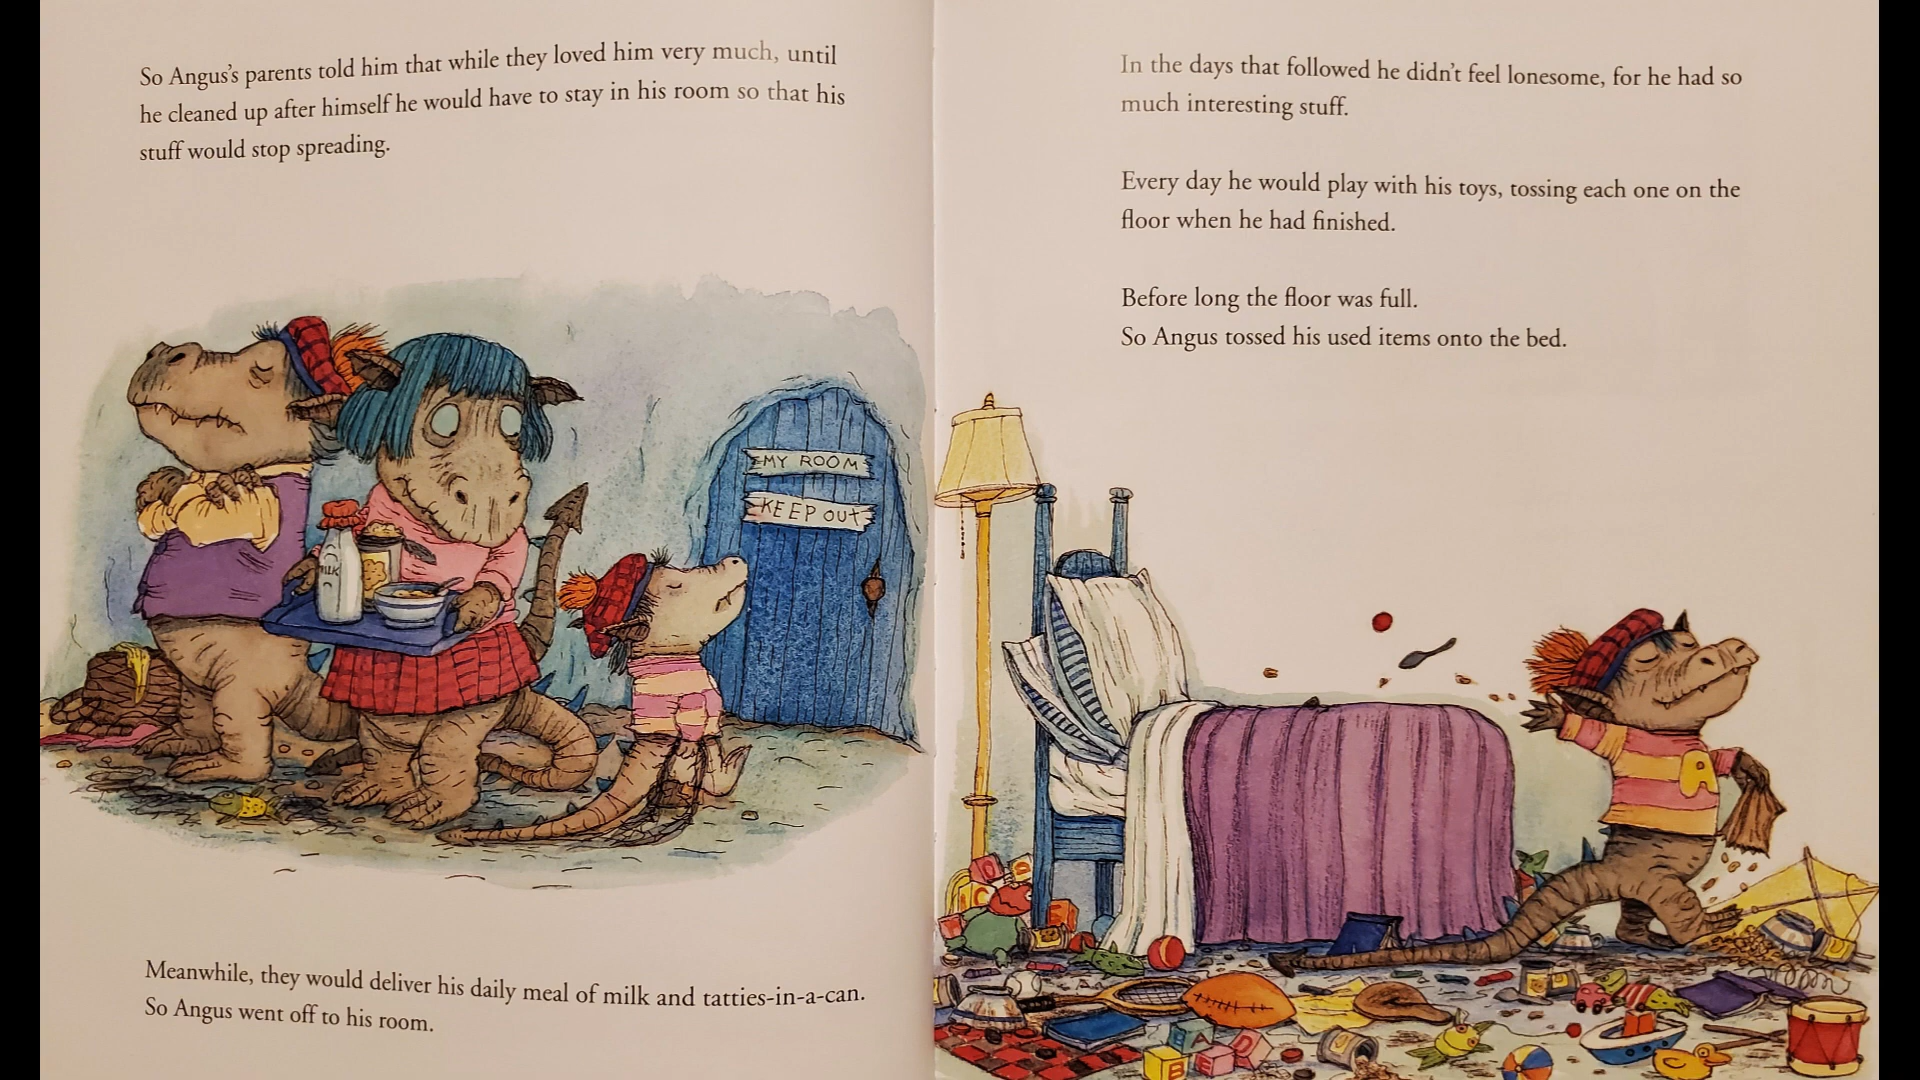 So Angus's parents told him that while they loved him very much, until
he cleaned up after himself he would have to stay in his room so that his
stuff would stop spreading.
MY ROOM
KEEP OUT
MILK
Meanwhile, they would deliver his daily meal of milk and tatties-in-a-can.
So Angus went off to his room.
In the days that followed he didn't feel lonesome, for he had so
much interesting stuff.
Every day he would play with his toys, tossing each one on the
floor when he had finished.
Before long the floor was full.
So Angus tossed his used items onto the bed.
A
B A D
B E D